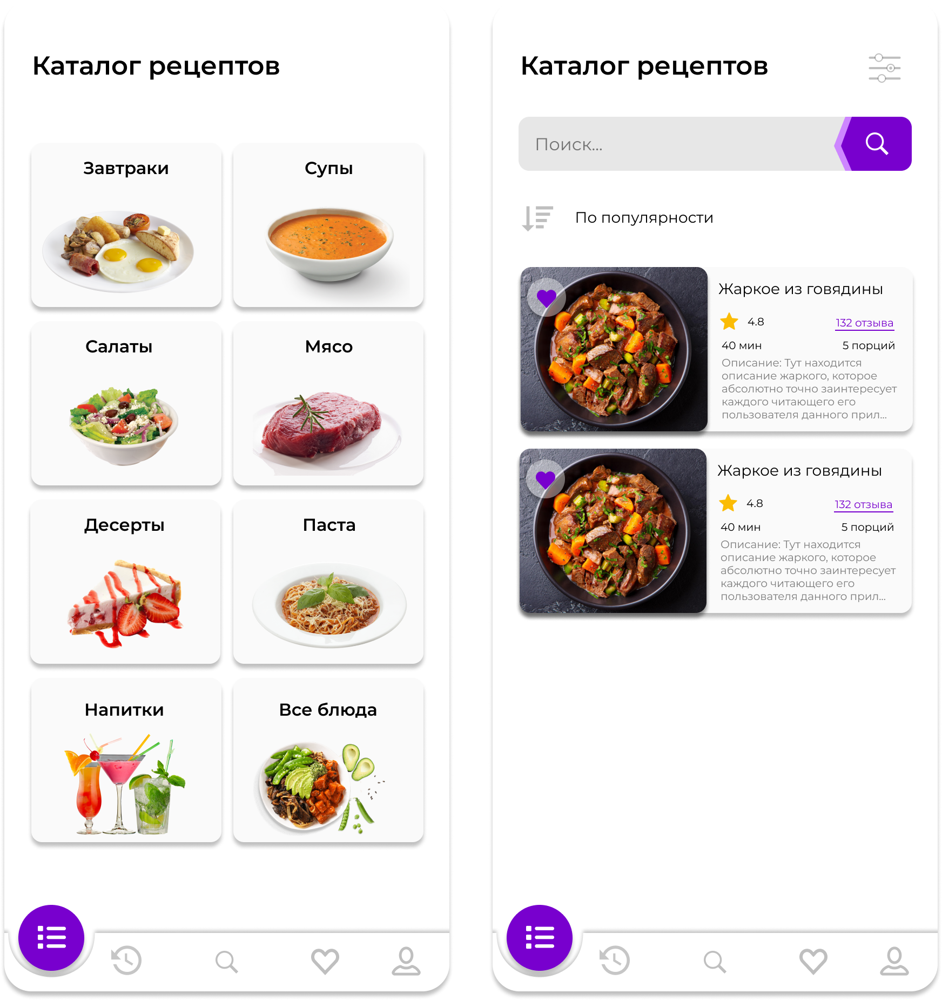 Каталог рецептов
Завтраки
Супы
Салаты
Мясо
Десерты
Паста
Напитки
Все блюда
Каталог рецептов
Поиск...
По популярности
Жаркое из говядины
4.8
132 отзыва
40 мин
5 порций
Описание: Тут находится
описание жаркого, которое
абсолютно точно заинтересует
каждого читающего его
пользователя данного прил...
Жаркое из говядины
4.8
132 отзыва
40 мин
5 порций
Описание: Тут находится
описание жаркого, которое
абсолютно точно заинтересует
каждого читающего его
пользователя данного прил...